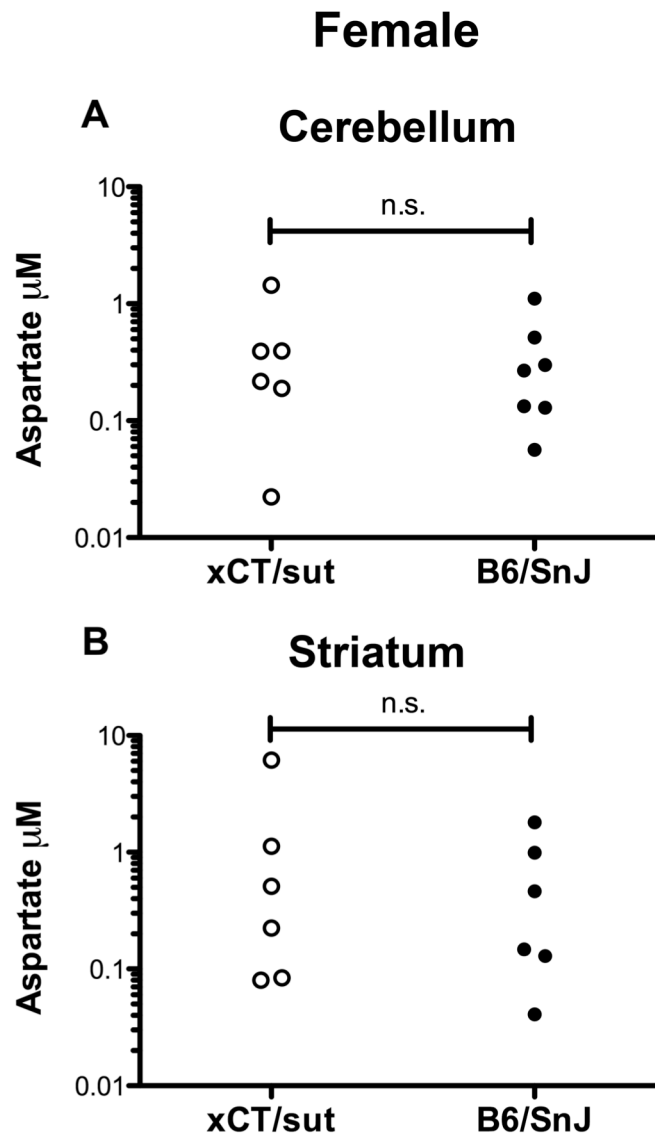 Female
A
Cerebellum
n.s.
10
1
0.1
0.01
Aspartate μM
xCT/sut
B6/SnJ
B
Striatum
n.s.
10
1
0.1
0.01
Aspartate μM
xCT/sut
B6/SnJ